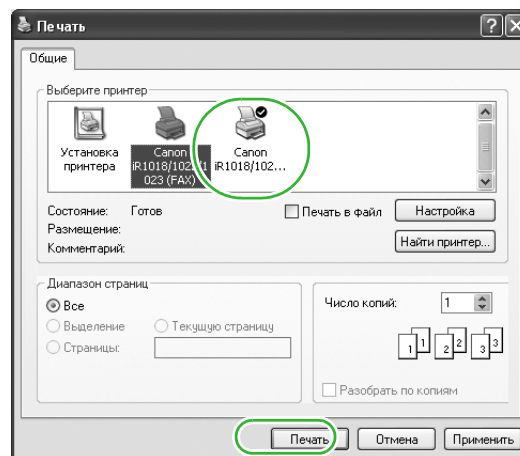 Печать
Общие
Выберите принтер
Установка принтера
Canon iR1018/1022/1023 (FAX)
Canon iR1018/102...
Состояние: Готов
Размещение:
Комментарий:
Печать в файл
Настройка
Найти принтер...
Диапазон страниц
Все
Выделение
Текущую страницу
Страницы:
Число копий: 1
1 1 2 2 3 3
Разобрать по копиям
Печать
Отмена
Применить